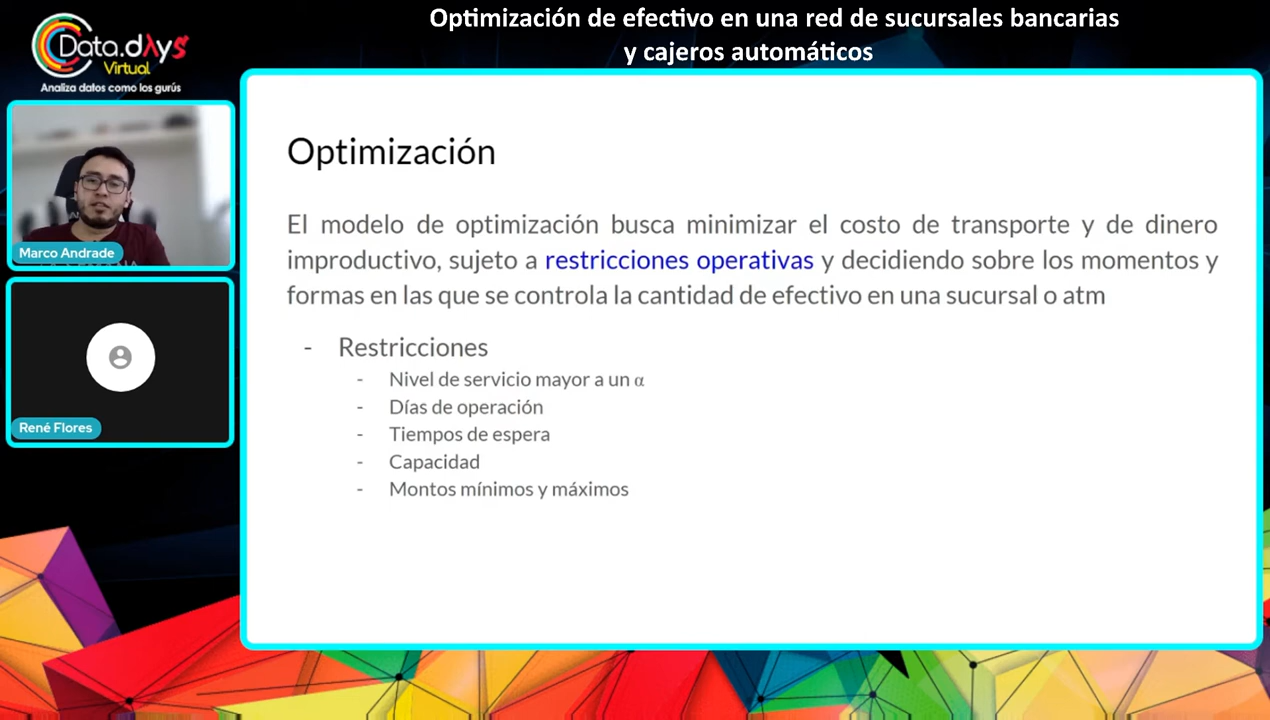 Optimización de efectivo en una red de sucursales bancarias
y cajeros automáticos
Data.dAyS
Virtual
Analiza datos como los gurús
Marco Andrade
René Flores
Optimización
El modelo de optimización busca minimizar el costo de transporte y de dinero
improductivo, sujeto a restricciones operativas y decidiendo sobre los momentos y
formas en las que se controla la cantidad de efectivo en una sucursal o atm
- Restricciones
- Nivel de servicio mayor a un α
- Días de operación
- Tiempos de espera
- Capacidad
- Montos mínimos y máximos